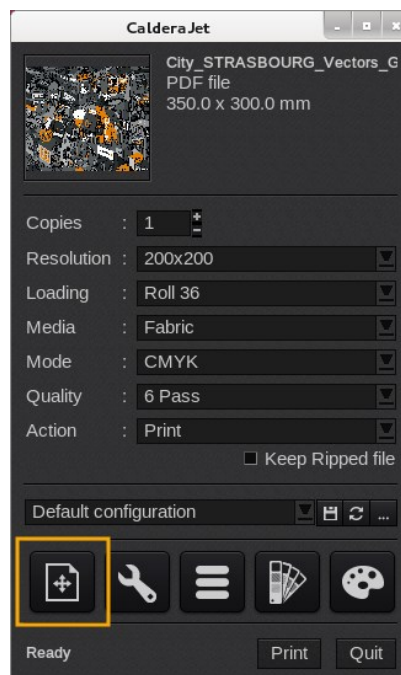 CalderaJet
City_STRASBOURG_Vectors_G
PDF file
350.0 x 300.0 mm
Copies : 1
Resolution : 200x200
Loading : Roll 36
Media : Fabric
Mode : CMYK
Quality : 6 Pass
Action : Print
Keep Ripped file
Default configuration ...
Ready Print Quit